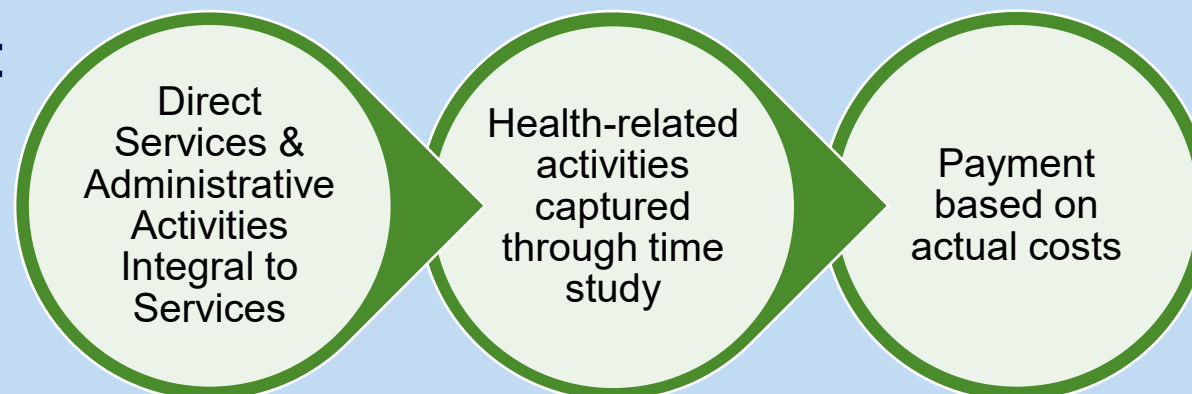 Direct
Services &
Administrative
Activities
Integral to
Services
Health-related
activities
captured
through time
study
Payment
based on
actual costs